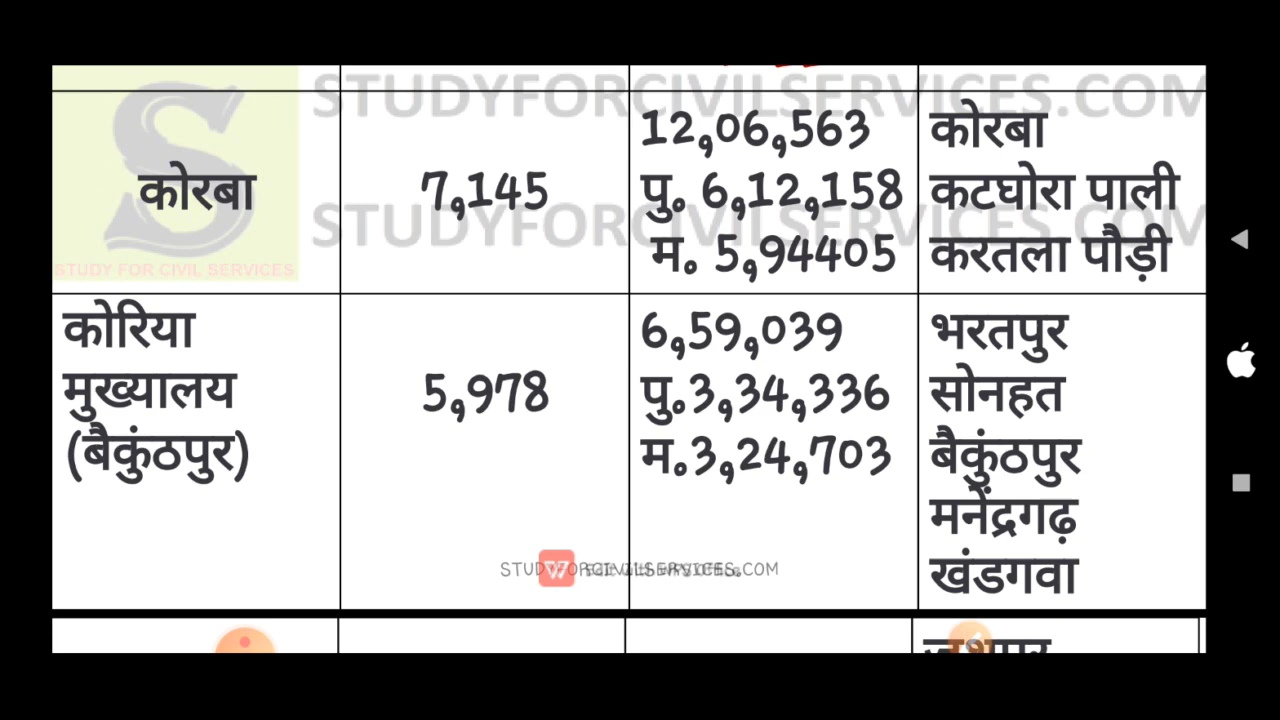 STUDYFORCIVILSERVICES.COM
STUDYFORCIVILSERVICES.COM
STUDY FOR CIVIL SERVICES
कोरबा
7,145
12,06,563
पु. 6,12,158
म. 5,94405
कोरबा
कटघोरा पाली
करतला पौड़ी
कोरिया
मुख्यालय
(बैकुंठपुर)
5,978
6,59,039
पु.3,34,336
म.3,24,703
भरतपुर
सोनहत
बैकुंठपुर
मनेंद्रगढ़
खंडगवा
STUDYFORCIVILSERVICES.COM